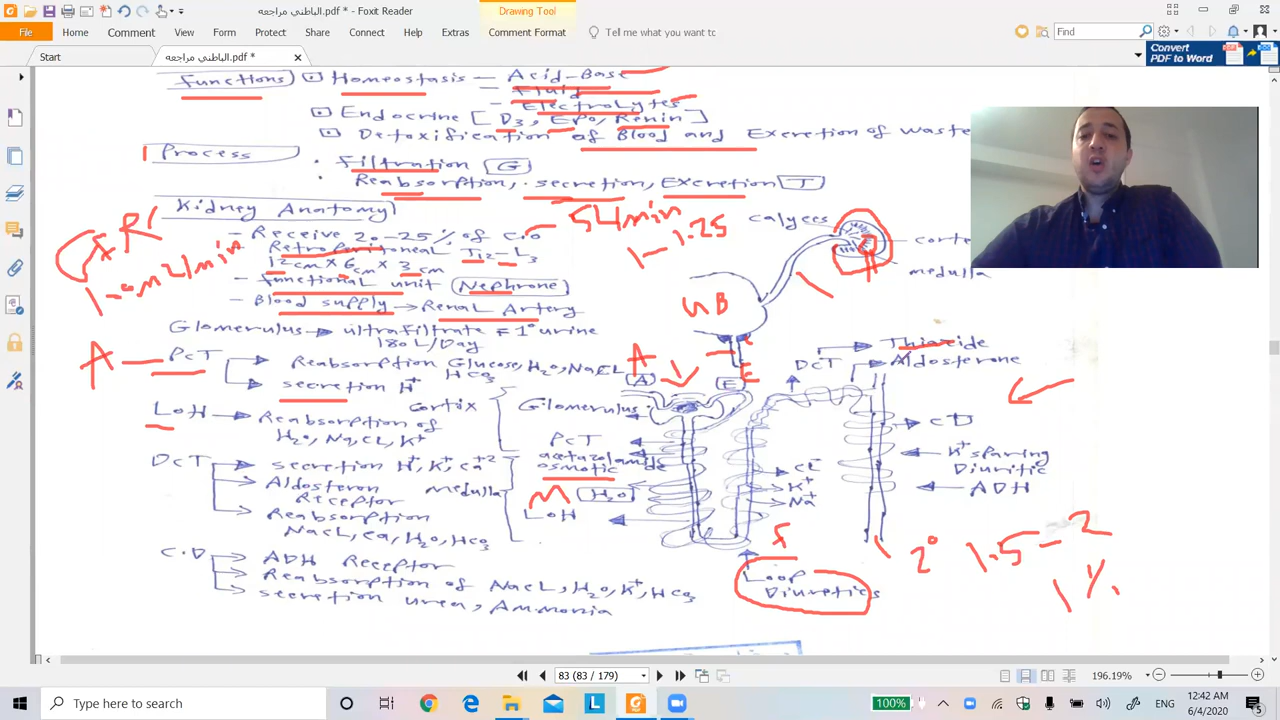 الباطني مراجعه.pdf * - Foxit Reader
Drawing Tool
File Home Comment View Form Protect Share Connect Help Extras Comment Format Tell me what you want tc Find
Start
الباطني مراجعه.pdf *
Convert PDF to Word
Functions Homeostasis - Acid-Base
- Fluid
- Electrolytes
Endocrine [D3, EPO, Renin]
Detoxification of Blood and Excretion of waste
Process
Filtration G
Reabsorption, secretion, Excretion T
Kidney Anatomy
- Receive 20-25% of C.O
5L/min
1-1.25
- Retro Peritoneal T12-L3
12cm x 6cm x 3cm
- functional unit Nephrone
- Blood supply → Renal Artery
Glomerulus → ultrafiltrate = 1° urine
180 L/Day
A
PCT
Reabsorption Glucose, H2O, NaCL
HCO3
secretion H+
LOH → Reabsorption of
H2O, Na, CL, K+
DCT → secretion H+, K+, Ca+2
Aldosteron
Receptor
Reabsorption
NaCL, Ca, H2O, HCO3
C.D → ADH Receptor
Reabsorption of NaCL, H2O, K+, HCO3
secretion urea, Ammonia
calyces
medulla
UB
A
A
E
E
cortex
Glomerulus
PCT
acetazolamide
osmotic
medulla
M
H2O
LOH
CL-
K+
Na+
Loop
Diuretics
DCT
Thiazide
Aldosterone
CD
K+ sparing
Diuritic
ADH
2° 1.5-2
1%
83 (83 / 179)
196.19%
Type here to search
100%
ENG
12:42 AM
6/4/2020
5